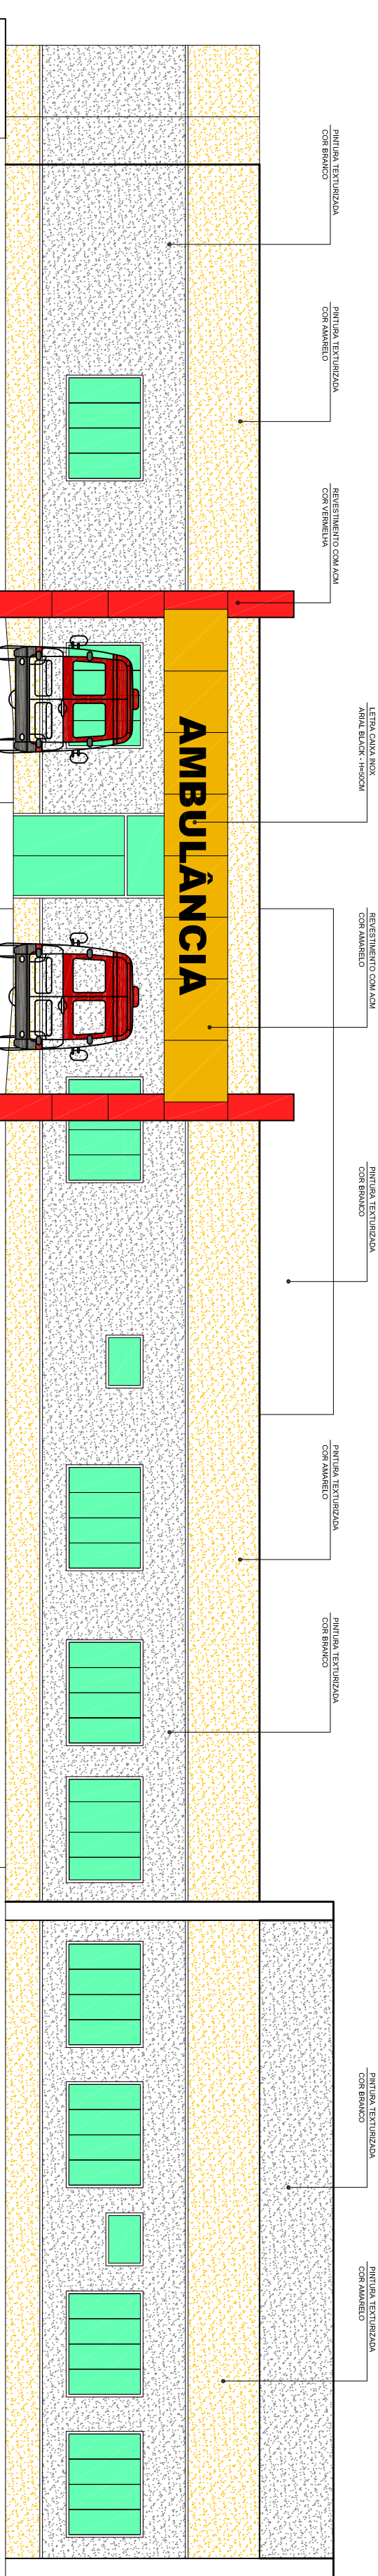 PINTURA TEXTURIZADA
COR BRANCO
PINTURA TEXTURIZADA
COR AMARELO
REVESTIMENTO COM ACM
COR VERMELHA
LETRA CAIXA INOX
ARIAL BLACK - H=50CM
REVESTIMENTO COM ACM
COR AMARELO
PINTURA TEXTURIZADA
COR BRANCO
PINTURA TEXTURIZADA
COR AMARELO
PINTURA TEXTURIZADA
COR BRANCO
PINTURA TEXTURIZADA
COR BRANCO
PINTURA TEXTURIZADA
COR AMARELO
AMBULÂNCIA